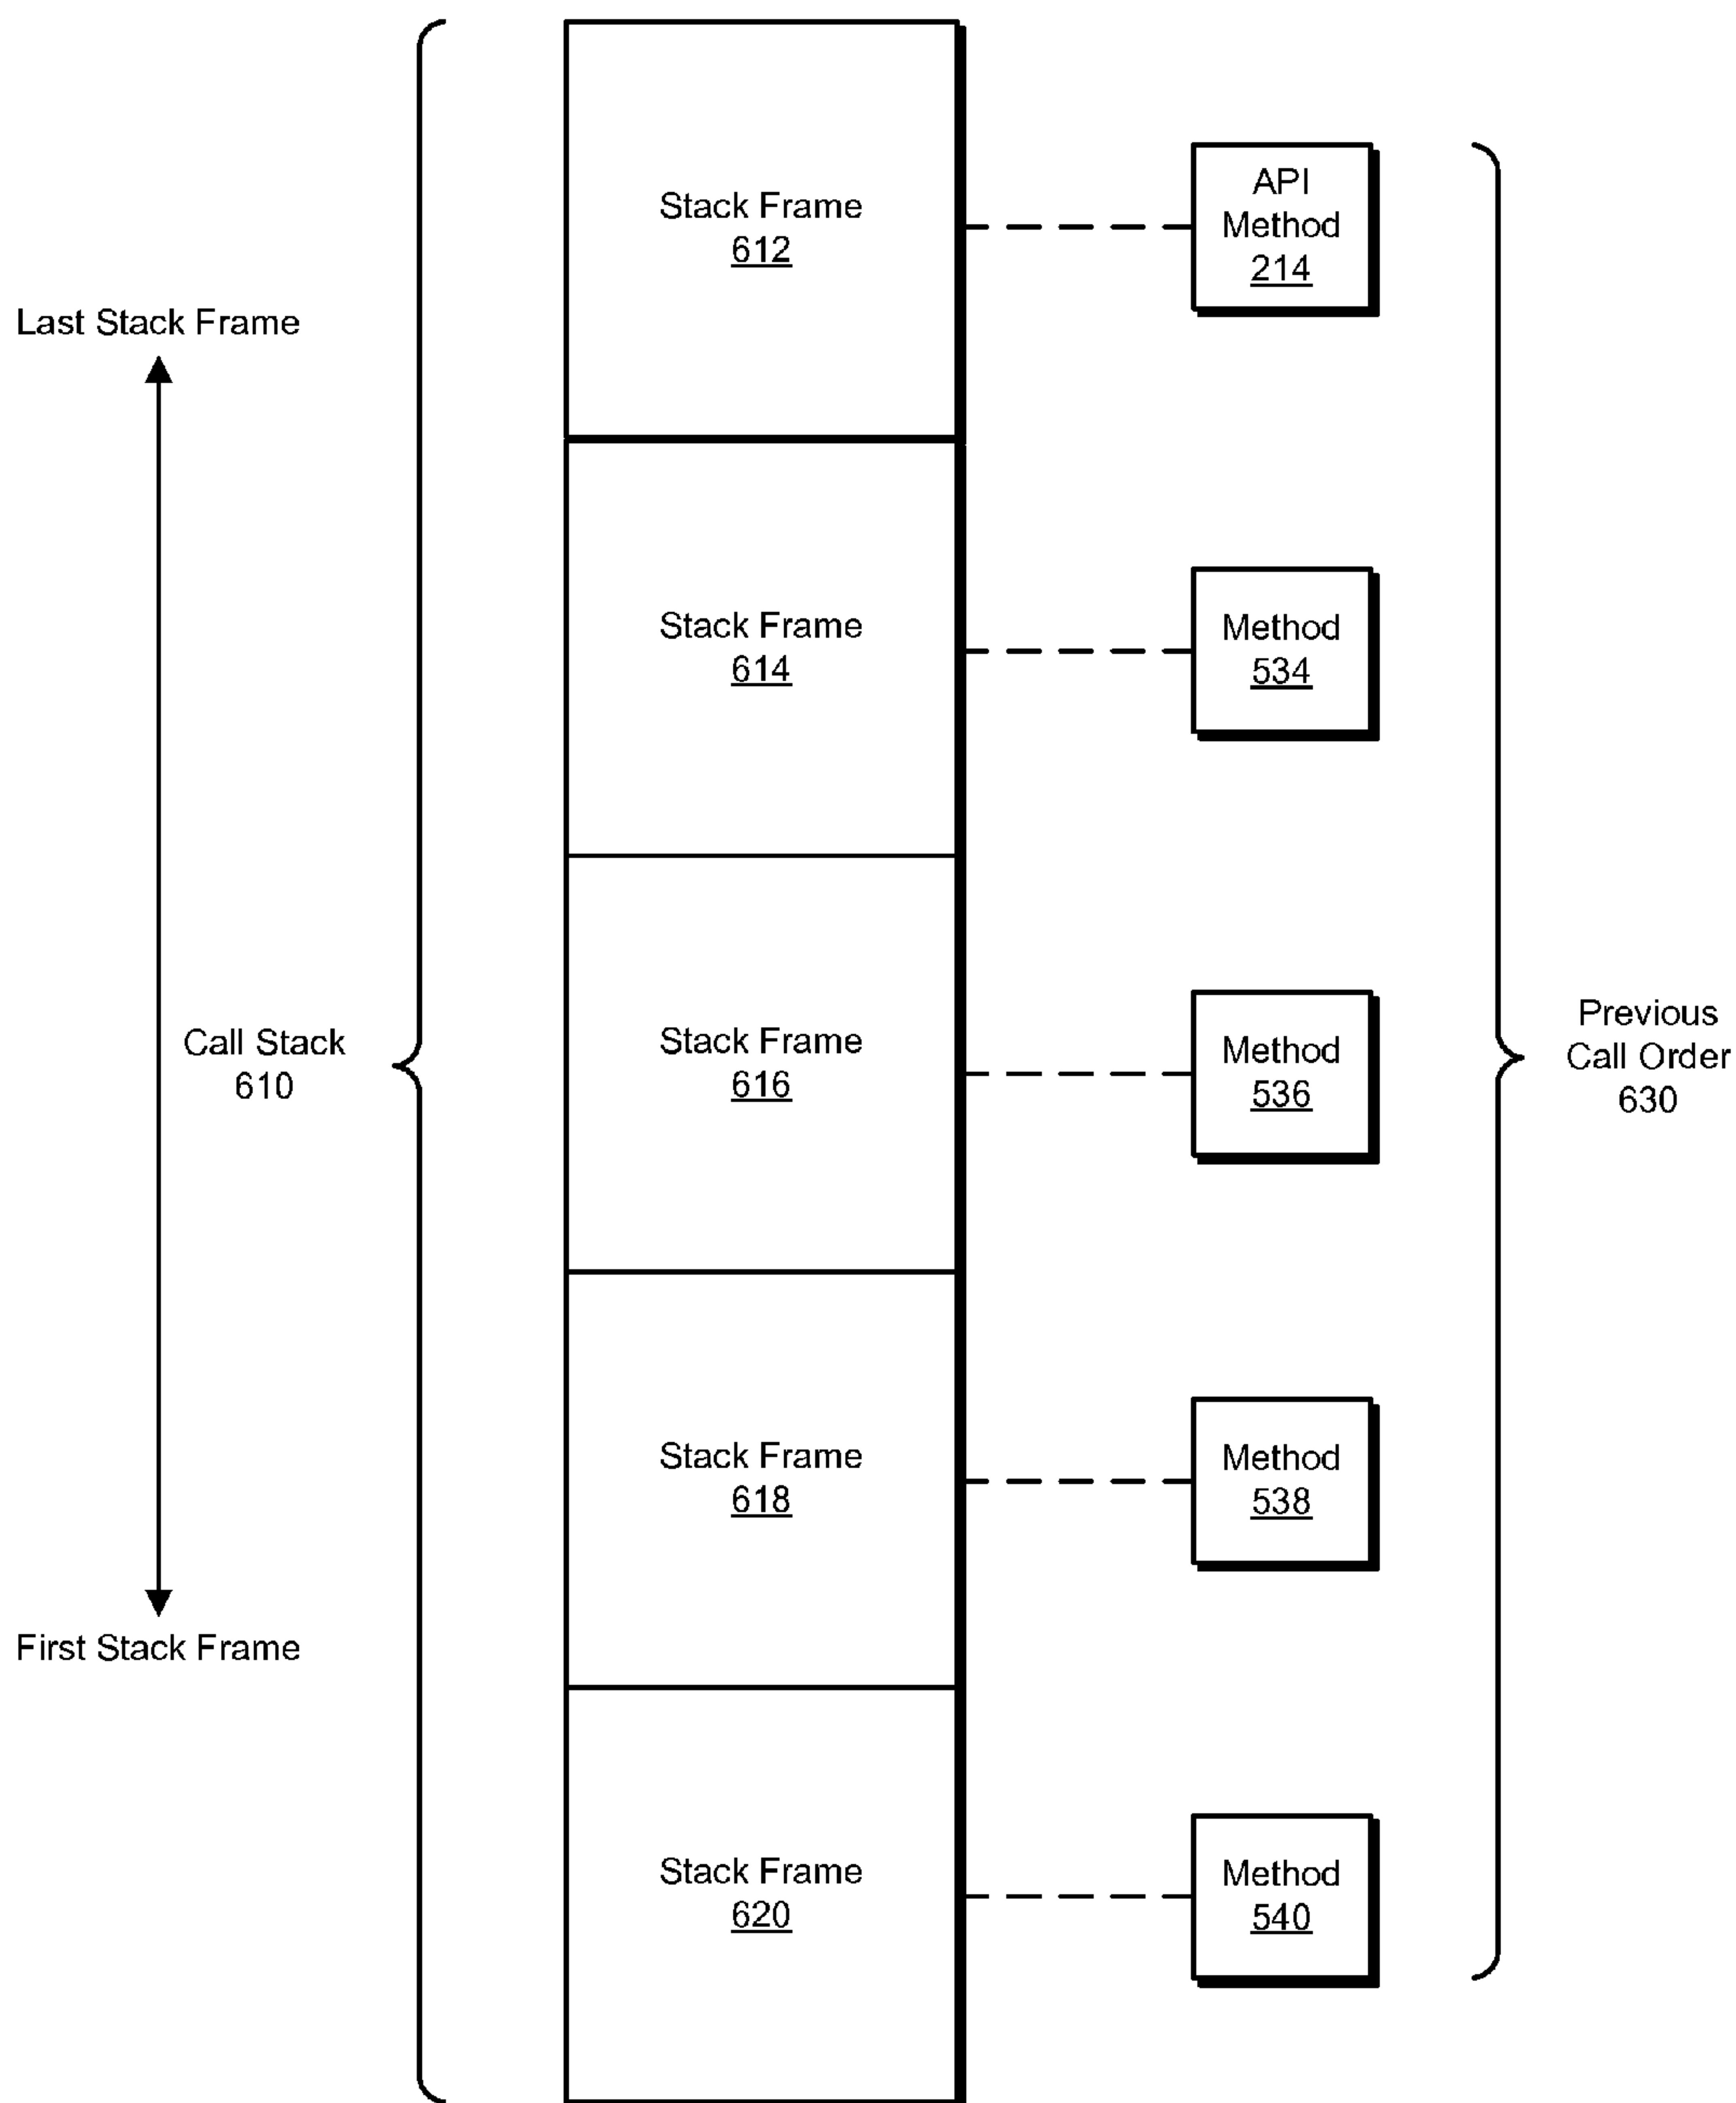 Stack Frame
612
API
Method
214
Last Stack Frame
Stack Frame
614
Method
534
Call Stack
610
Stack Frame
616
Method
536
Previous
Call Order
630
Stack Frame
618
Method
538
First Stack Frame
Stack Frame
620
Method
540